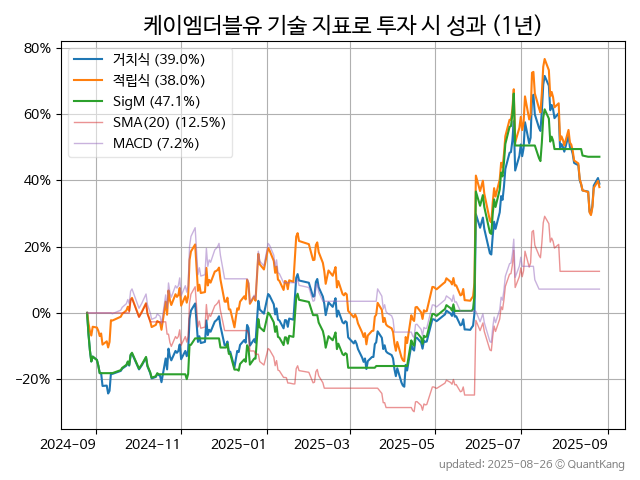 케이엠더블유 기술 지표로 투자 시 성과 (1년)
80%
60%
40%
20%
0%
−20%
거치식 (39.0%)
적립식 (38.0%)
SigM (47.1%)
SMA(20) (12.5%)
MACD (7.2%)
2024-09 2024-11 2025-01 2025-03 2025-05 2025-07 2025-09
updated: 2025-08-26 ⓒ QuantKang